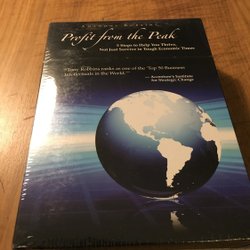 Anthony Robbins
Profit from the Peak
5 Steps to Help You Thrive,
Not Just Survive in Tough Economic Times
"Tony Robbins ranks as one of the "Top 50 Business
Intellectuals in the World."
— Accenture's Institute
for Strategic Change